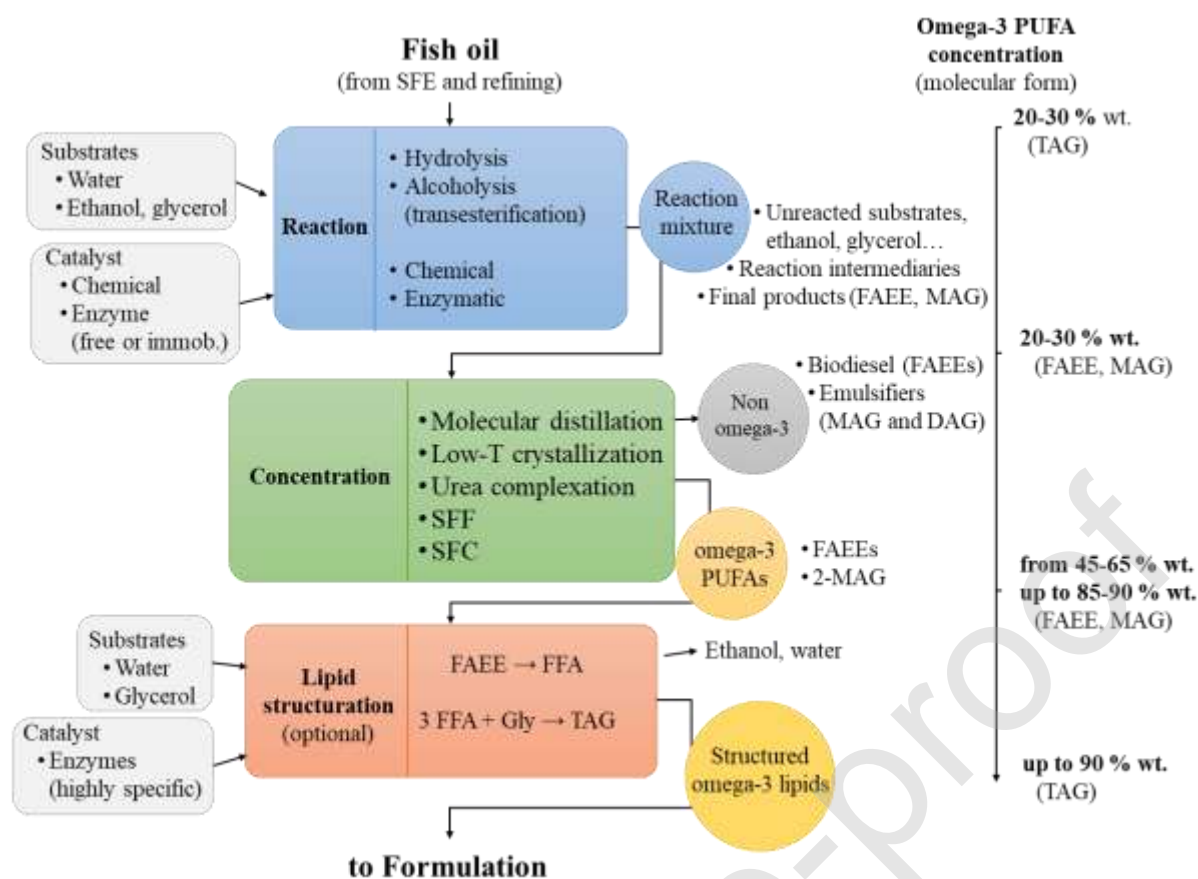 Fish oil
(from SFE and refining)
Substrates
• Water
• Ethanol, glycerol
Catalyst
• Chemical
• Enzyme
(free or immob.)
Reaction
• Hydrolysis
• Alcoholysis
(transesterification)
• Chemical
• Enzymatic
Reaction
mixture
• Unreacted substrates,
ethanol, glycerol…
• Reaction intermediaries
• Final products (FAEE, MAG)
Concentration
• Molecular distillation
• Low-T crystallization
• Urea complexation
• SFF
• SFC
Non
omega-3
• Biodiesel (FAEEs)
• Emulsifiers
(MAG and DAG)
omega-3
PUFAs
• FAEEs
• 2-MAG
Substrates
• Water
• Glycerol
Catalyst
• Enzymes
(highly specific)
Lipid
structuration
(optional)
FAEE → FFA
3 FFA + Gly → TAG
Ethanol, water
Structured
omega-3 lipids
to Formulation
Omega-3 PUFA
concentration
(molecular form)
20-30 % wt.
(TAG)
20-30 % wt.
(FAEE, MAG)
from 45-65 % wt.
up to 85-90 % wt.
(FAEE, MAG)
up to 90 % wt.
(TAG)
-proof